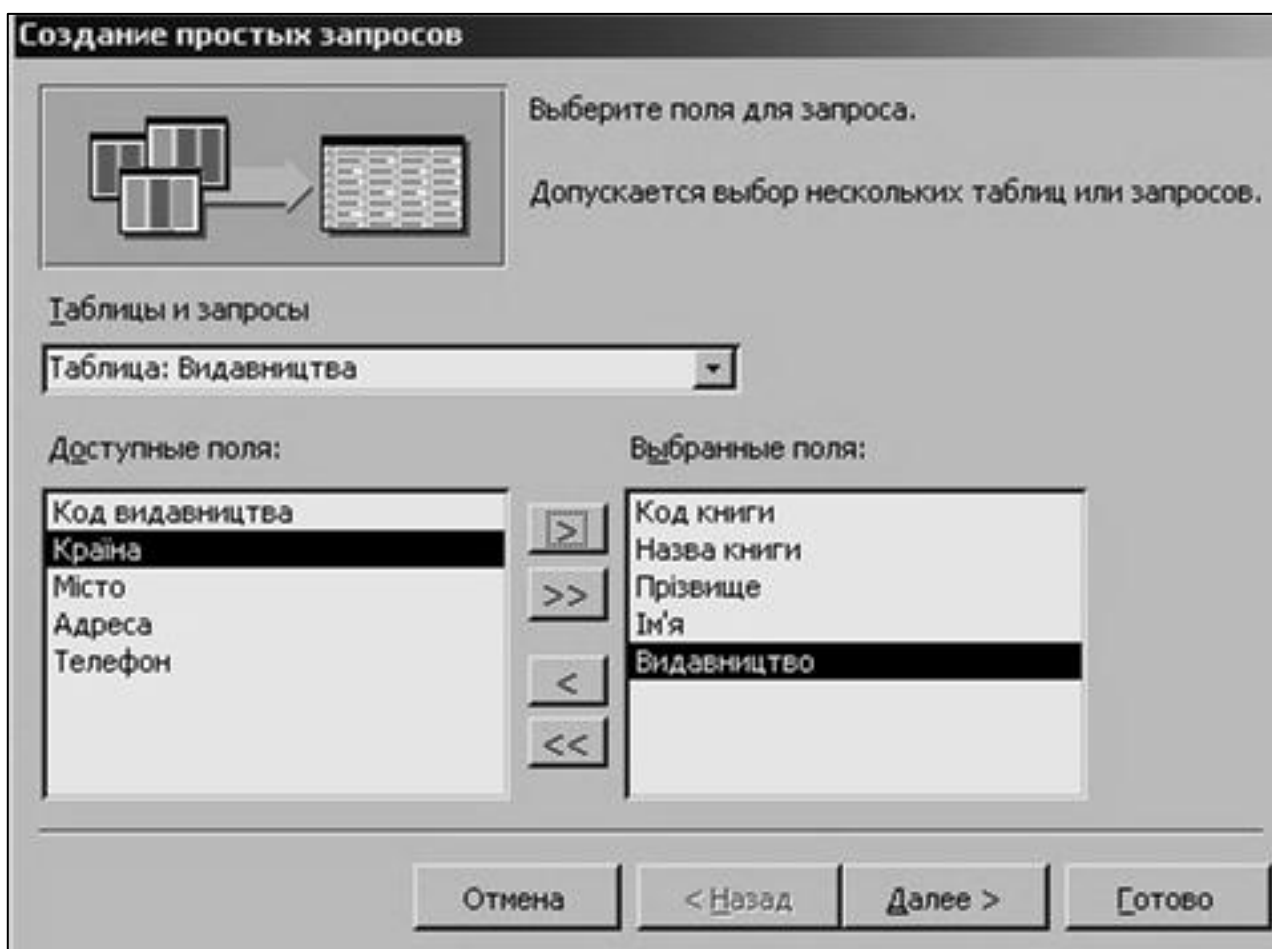 Создание простых запросов
Выберите поля для запроса.
Допускается выбор нескольких таблиц или запросов.
Таблицы и запросы
Таблица: Видавництва
Доступные поля:
Выбранные поля:
Код видавництва
Країна
Місто
Адреса
Телефон
>
>>
<
<<
Код книги
Назва книги
Прізвище
Ім'я
Видавництво
Отмена
< Назад
Далее >
Готово